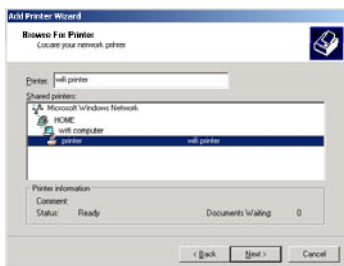 Add Printer Wizard
Browse For Printer
Locate your network printer
Printer: wifi printer
Shared printers:
Microsoft Windows Network
HOME
wifi computer
printer wifi printer
Printer information
Comment:
Status: Ready Documents Waiting: 0
< Back Next > Cancel